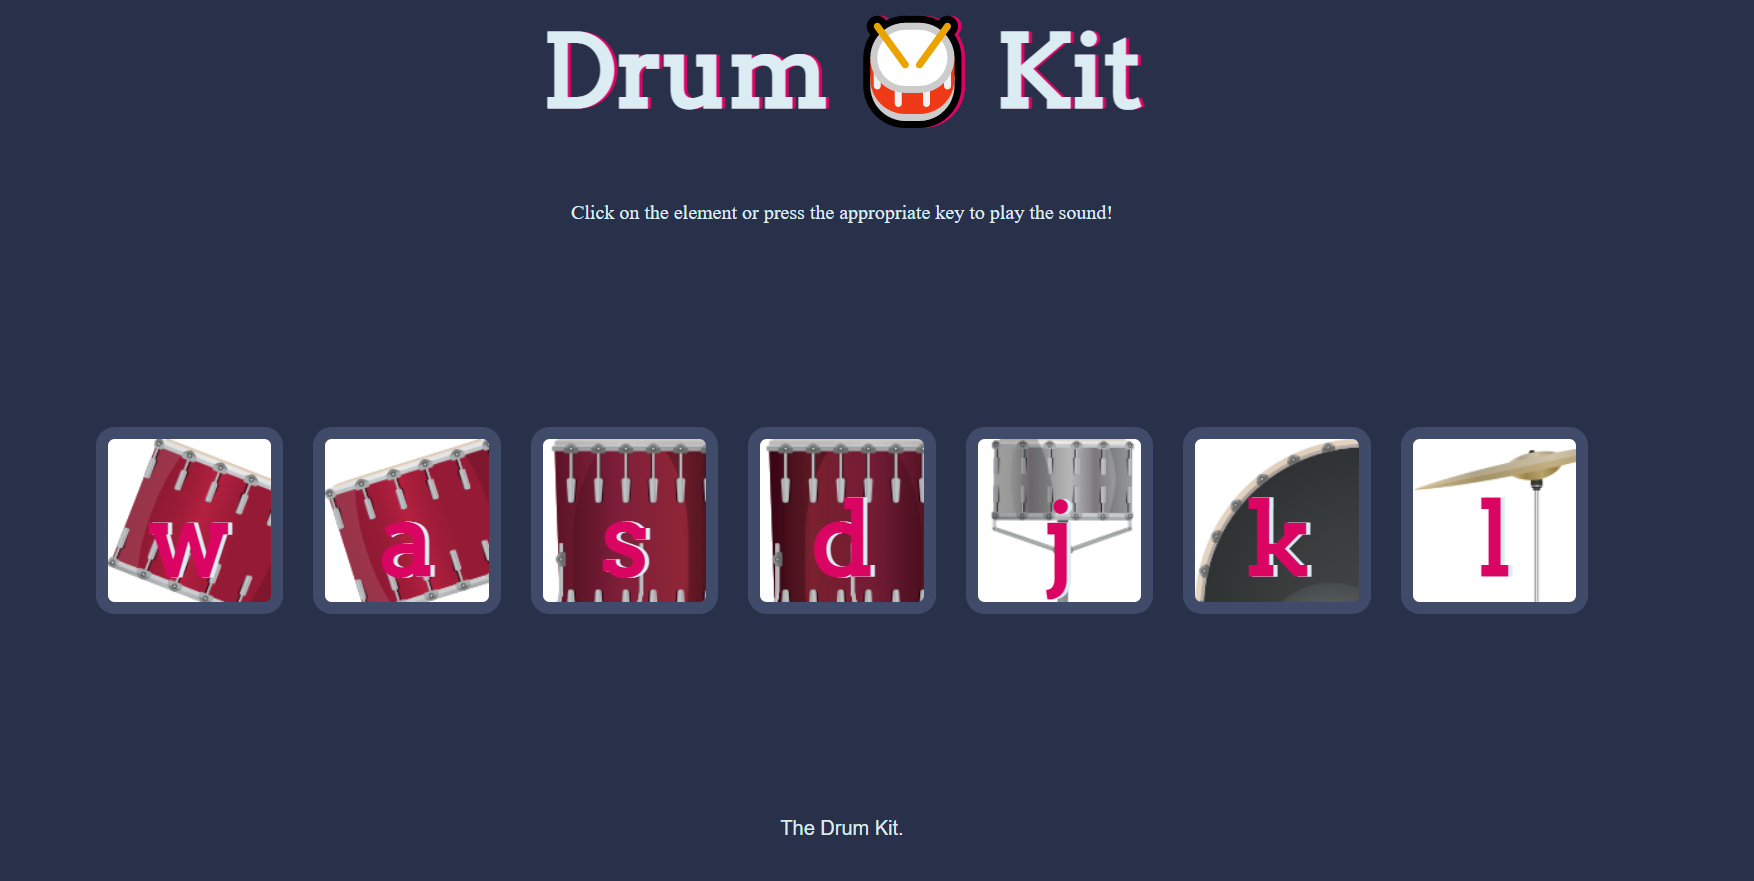 Drum 🥁 Kit
Click on the element or press the appropriate key to play the sound!
w a s d j k l
The Drum Kit.